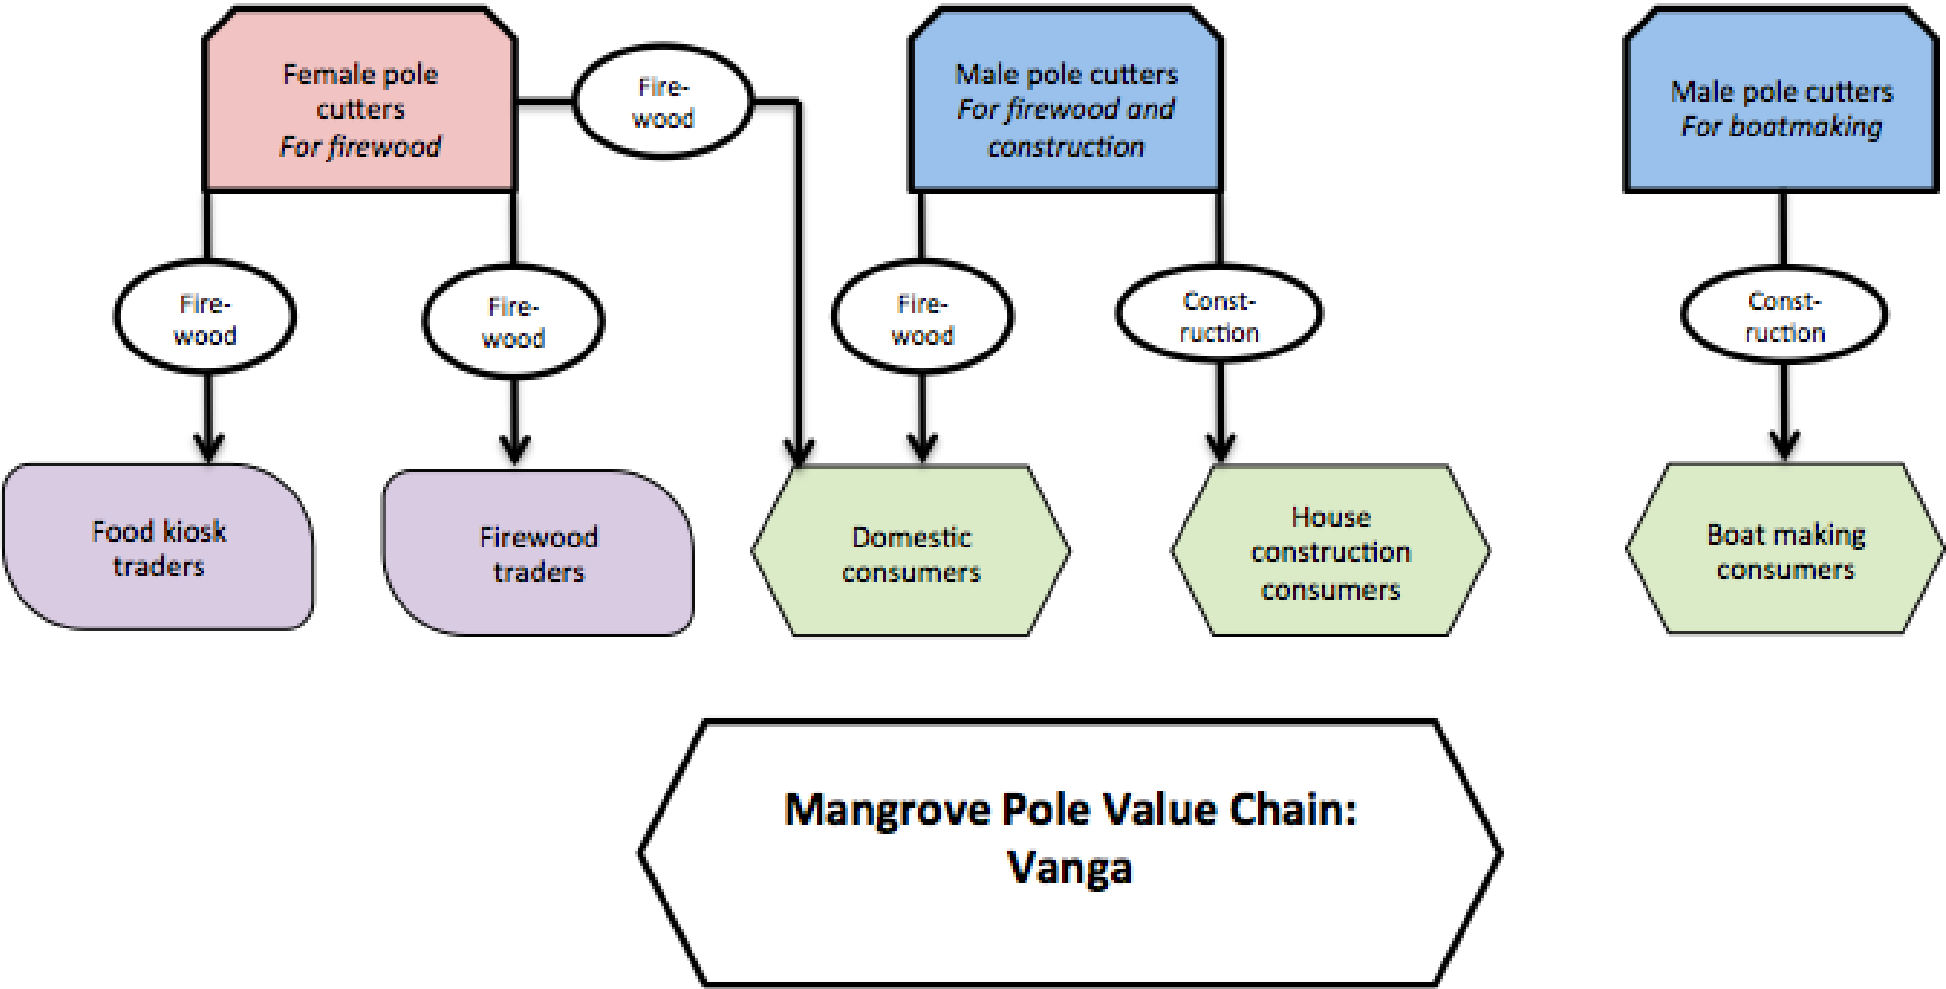 Female pole
cutters
For firewood
Fire-
wood
Male pole cutters
For firewood and
construction
Male pole cutters
For boatmaking
Fire-
wood
Fire-
wood
Fire-
wood
Const-
ruction
Const-
ruction
Food kiosk
traders
Firewood
traders
Domestic
consumers
House
construction
consumers
Boat making
consumers
Mangrove Pole Value Chain:
Vanga